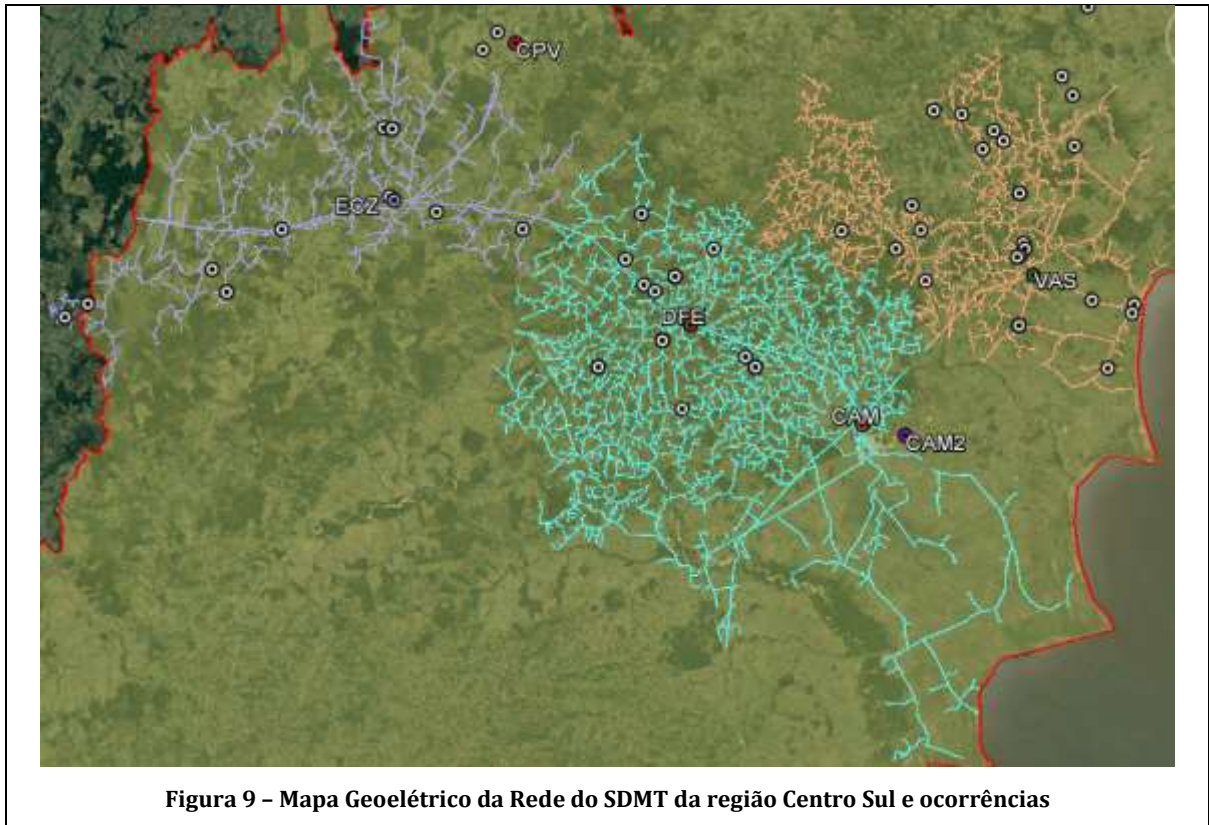 CPV
ECZ
VAS
DFE
CAM
CAM2
Figura 9 – Mapa Geoelétrico da Rede do SDMT da região Centro Sul e ocorrências